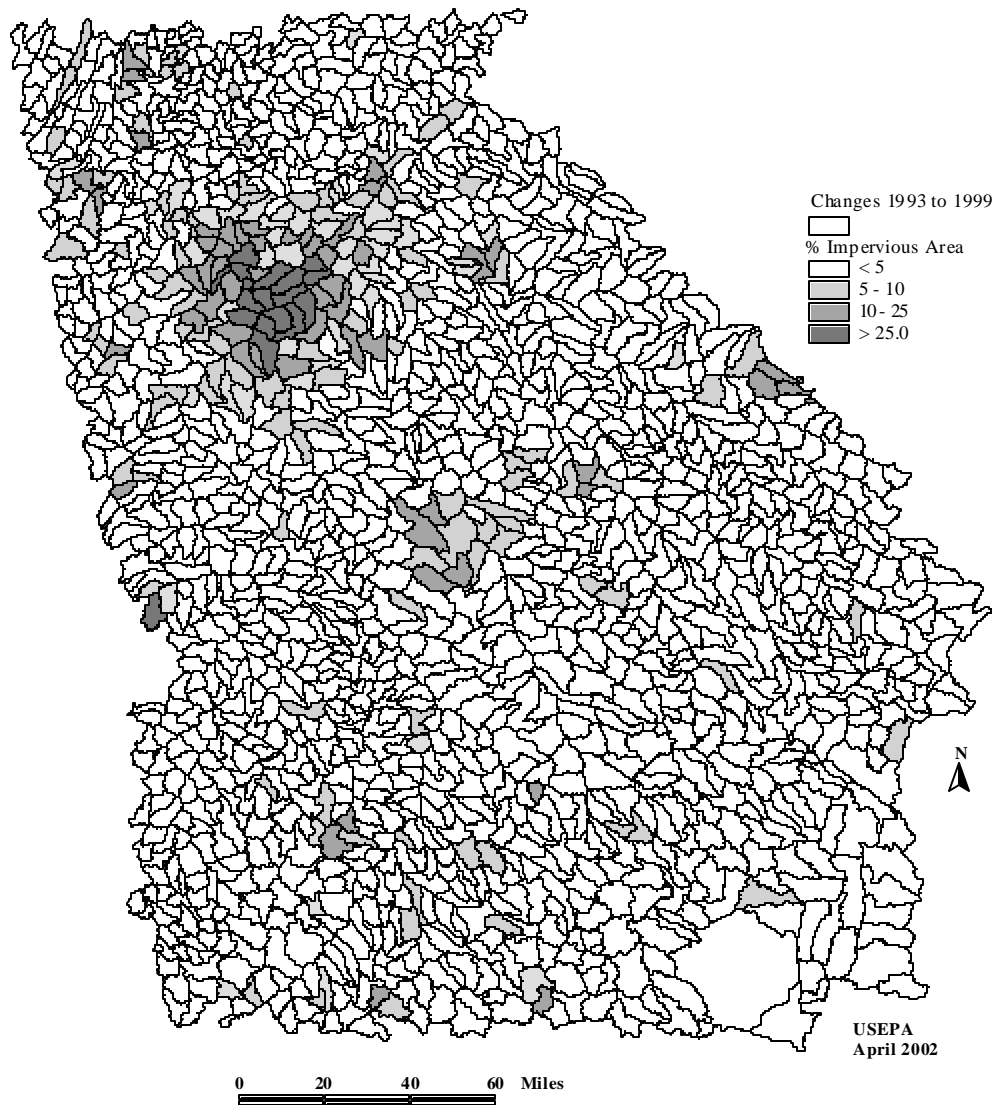 Changes 1993 to 1999
% Impervious Area
< 5
5 - 10
10 - 25
> 25.0
N
USEPA
April 2002
0 20 40 60 Miles